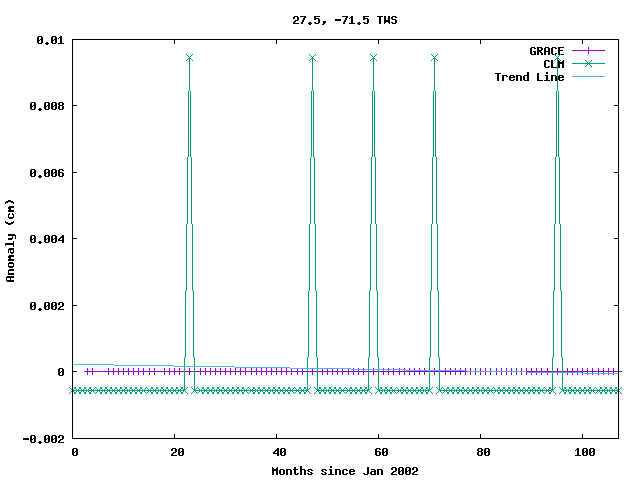 27.5, -71.5 TWS
0.01
GRACE
CLM
Trend Line
0.008
0.006
0.004
0.002
0
-0.002
Anomaly (cm)
0 20 40 60 80 100
Months since Jan 2002